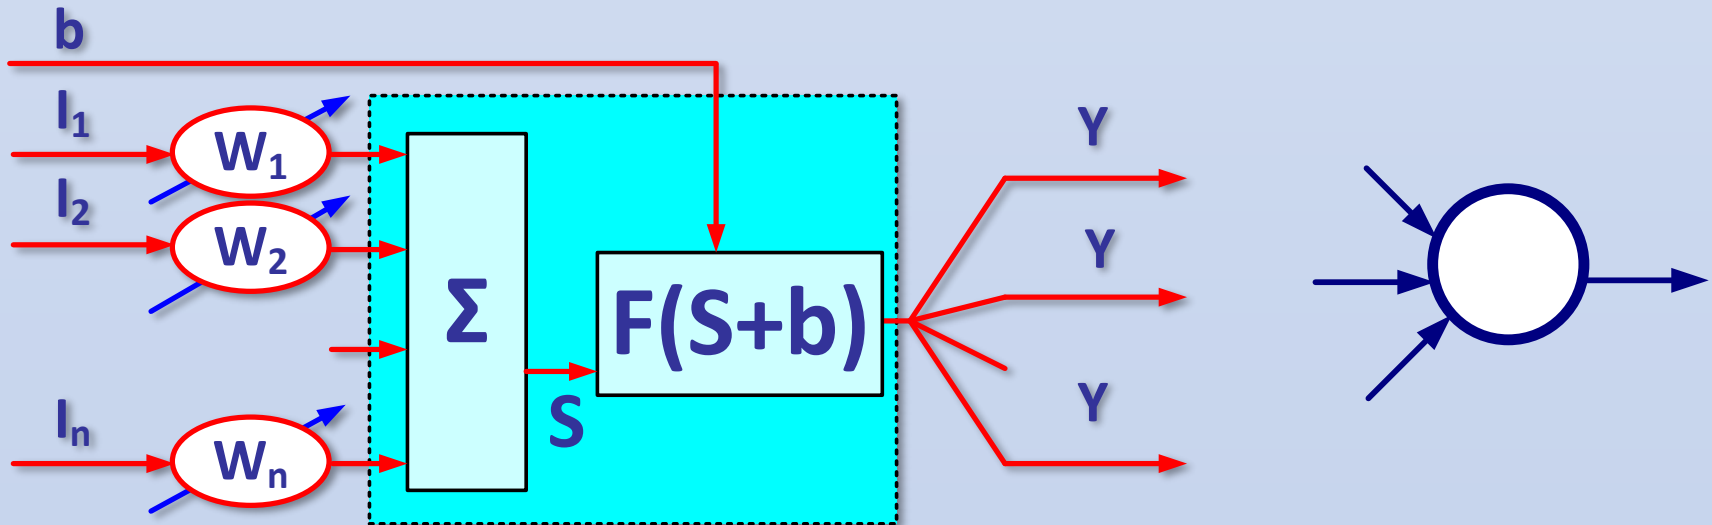 b
I₁
W₁
I₂
W₂
Iₙ
Wₙ
Σ
S
F(S+b)
Y
Y
Y